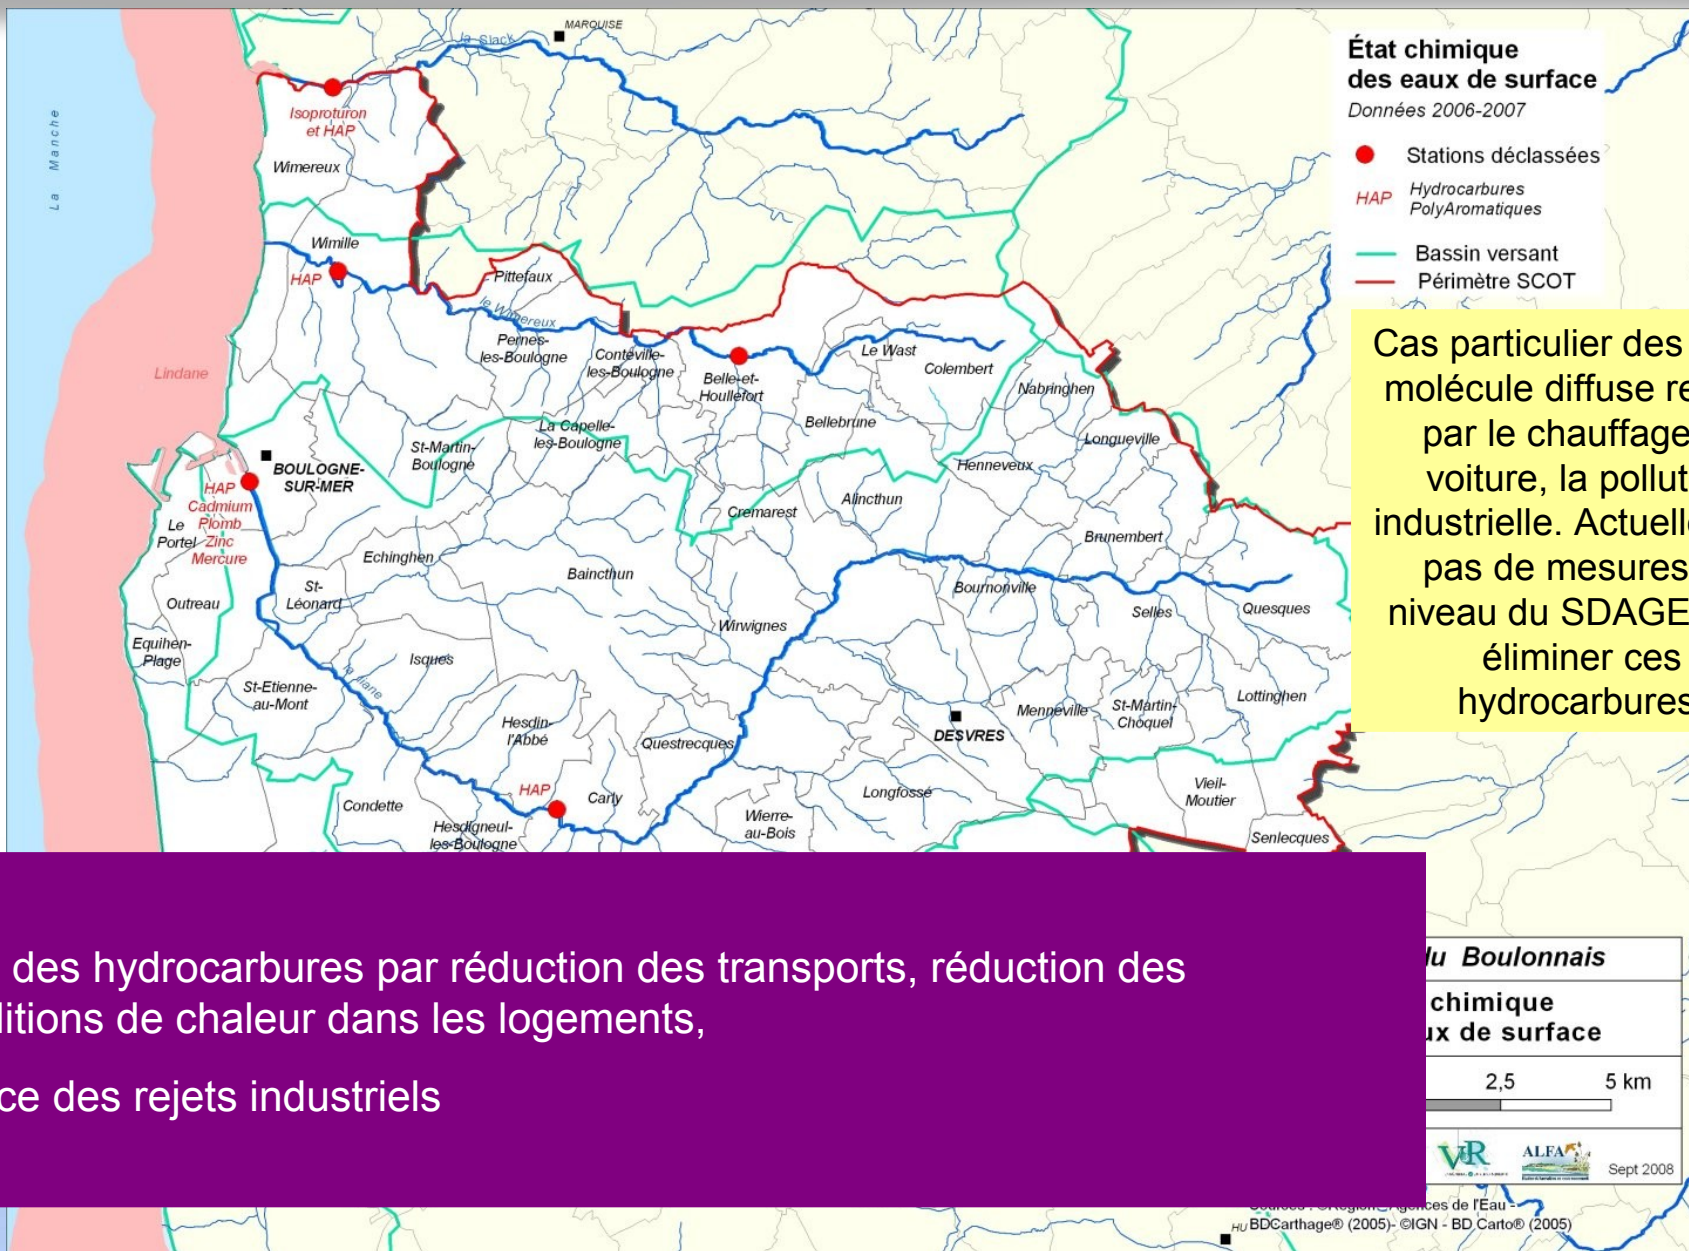 MARQUISE
la Slack
La Manche
Isoproturon
et HAP
Wimereux
Wimille
HAP
Pittefaux
le Wimereux
Pernes-
les-Boulogne
Conteville-
les-Boulogne
Belle-et-
Houllefort
Le Wast
Colembert
Nabringhen
Lindane
Bellebrune
La Capelle-
les-Boulogne
St-Martin-
Boulogne
Longueville
Henneveux
BOULOGNE-
SUR-MER
HAP
Cadmium
Plomb
Zinc
Mercure
Le
Portel
Alincthun
Cremarest
Brunembert
Echinghen
Baincthun
St-
Léonard
Outreau
Bournonville
Selles
Quesques
Wirwignes
Equihen-
Plage
Isques
la liane
St-Etienne-
au-Mont
Lottinghen
Menneville
St-Martin-
Choquel
Hesdin-
l'Abbé
Questrecques
DESVRES
HAP
Carly
Condette
Hesdigneul-
les-Boulogne
Wierre-
au-Bois
Longfossé
Vieil-
Moutier
Senlecques
État chimique
des eaux de surface
Données 2006-2007
Stations déclassées
HAP Hydrocarbures
PolyAromatiques
Bassin versant
Périmètre SCOT
Cas particulier des
molécule diffuse re
par le chauffage
voiture, la pollut
industrielle. Actuelle
pas de mesures
niveau du SDAGE
éliminer ces
hydrocarbures
des hydrocarbures par réduction des transports, réduction des
ditions de chaleur dans les logements,
ce des rejets industriels
du Boulonnais
chimique
ux de surface
2,5 5 km
VR
ALFA
Sept 2008
Sources : ©Région - Agences de l'Eau -
BDCarthage® (2005)- ©IGN - BD Carto® (2005)
HU